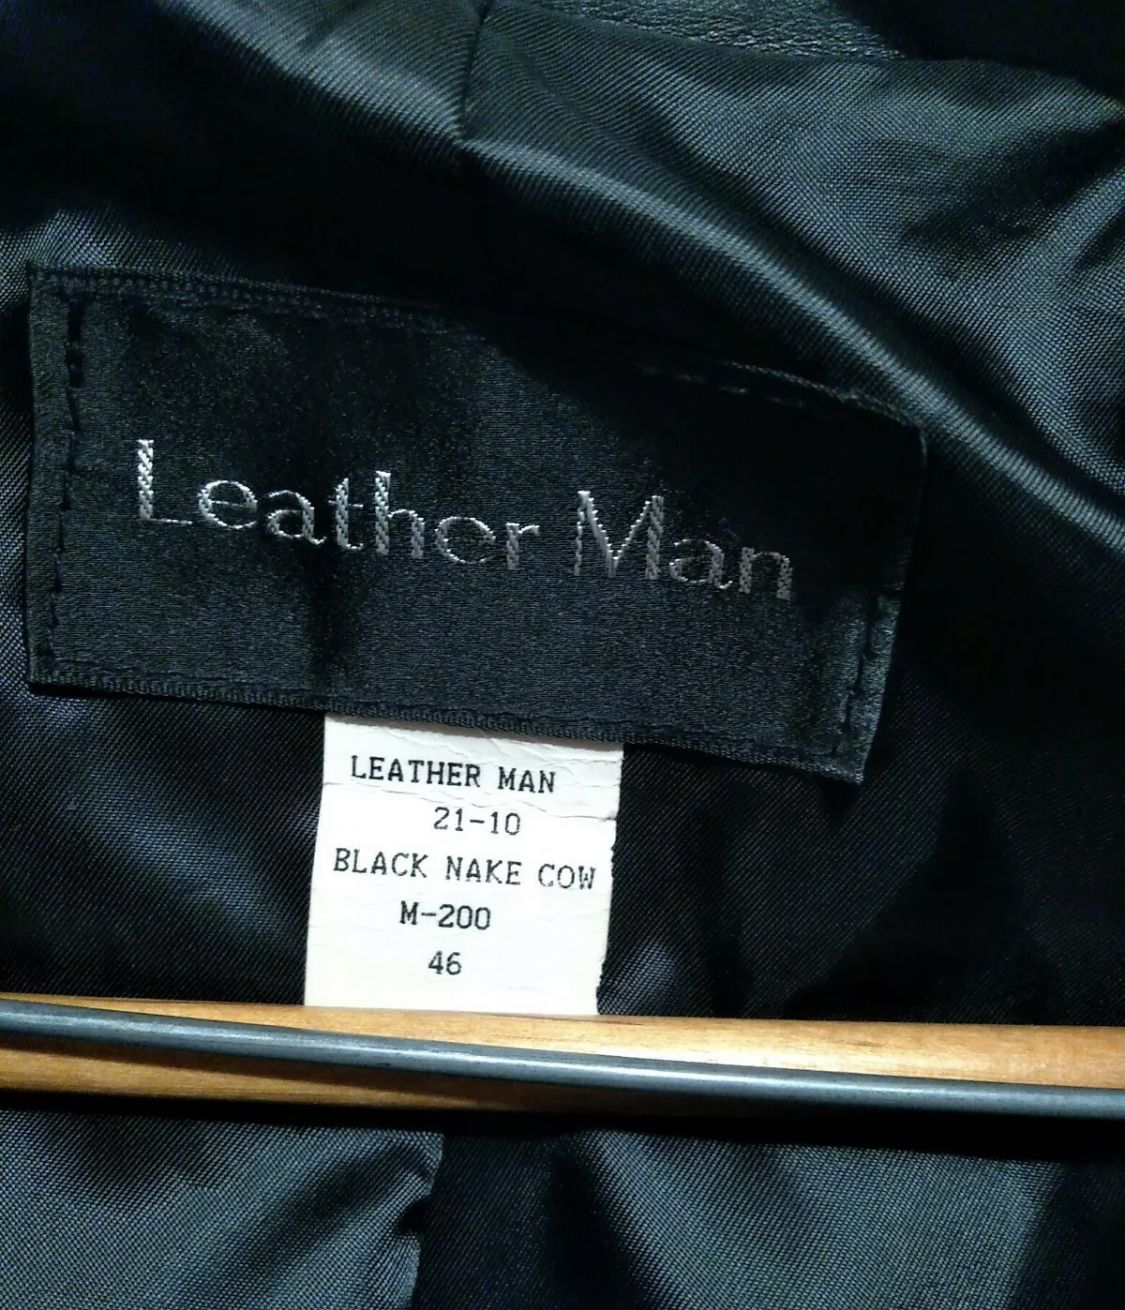 Leather Man
LEATHER MAN
21-10
BLACK NAKE COW
M-200
46